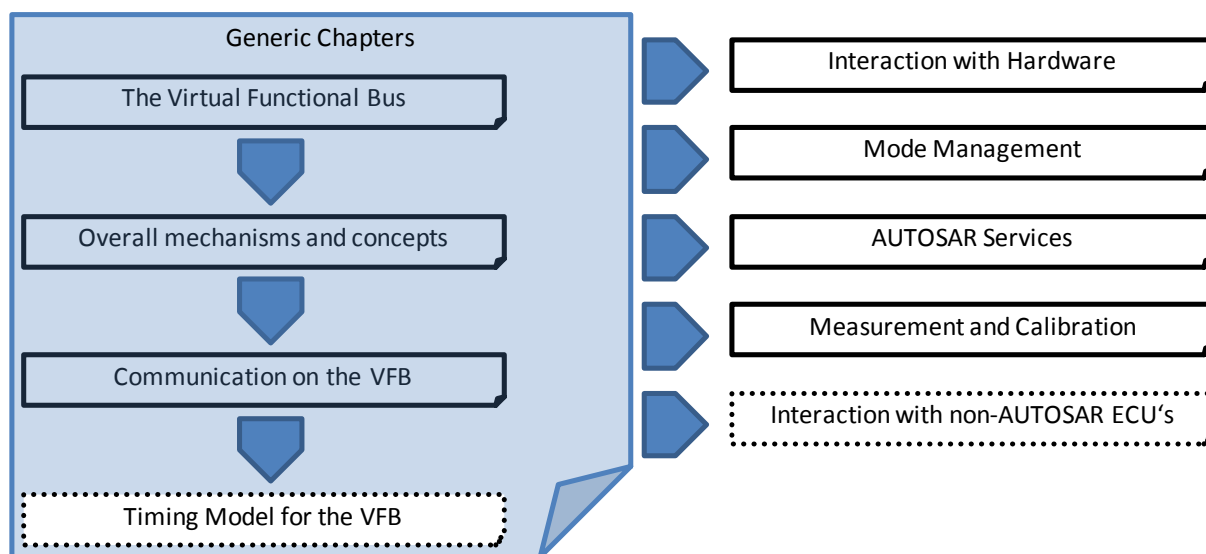 Generic Chapters
The Virtual Functional Bus
Overall mechanisms and concepts
Communication on the VFB
Timing Model for the VFB
Interaction with Hardware
Mode Management
AUTOSAR Services
Measurement and Calibration
Interaction with non-AUTOSAR ECU‘s